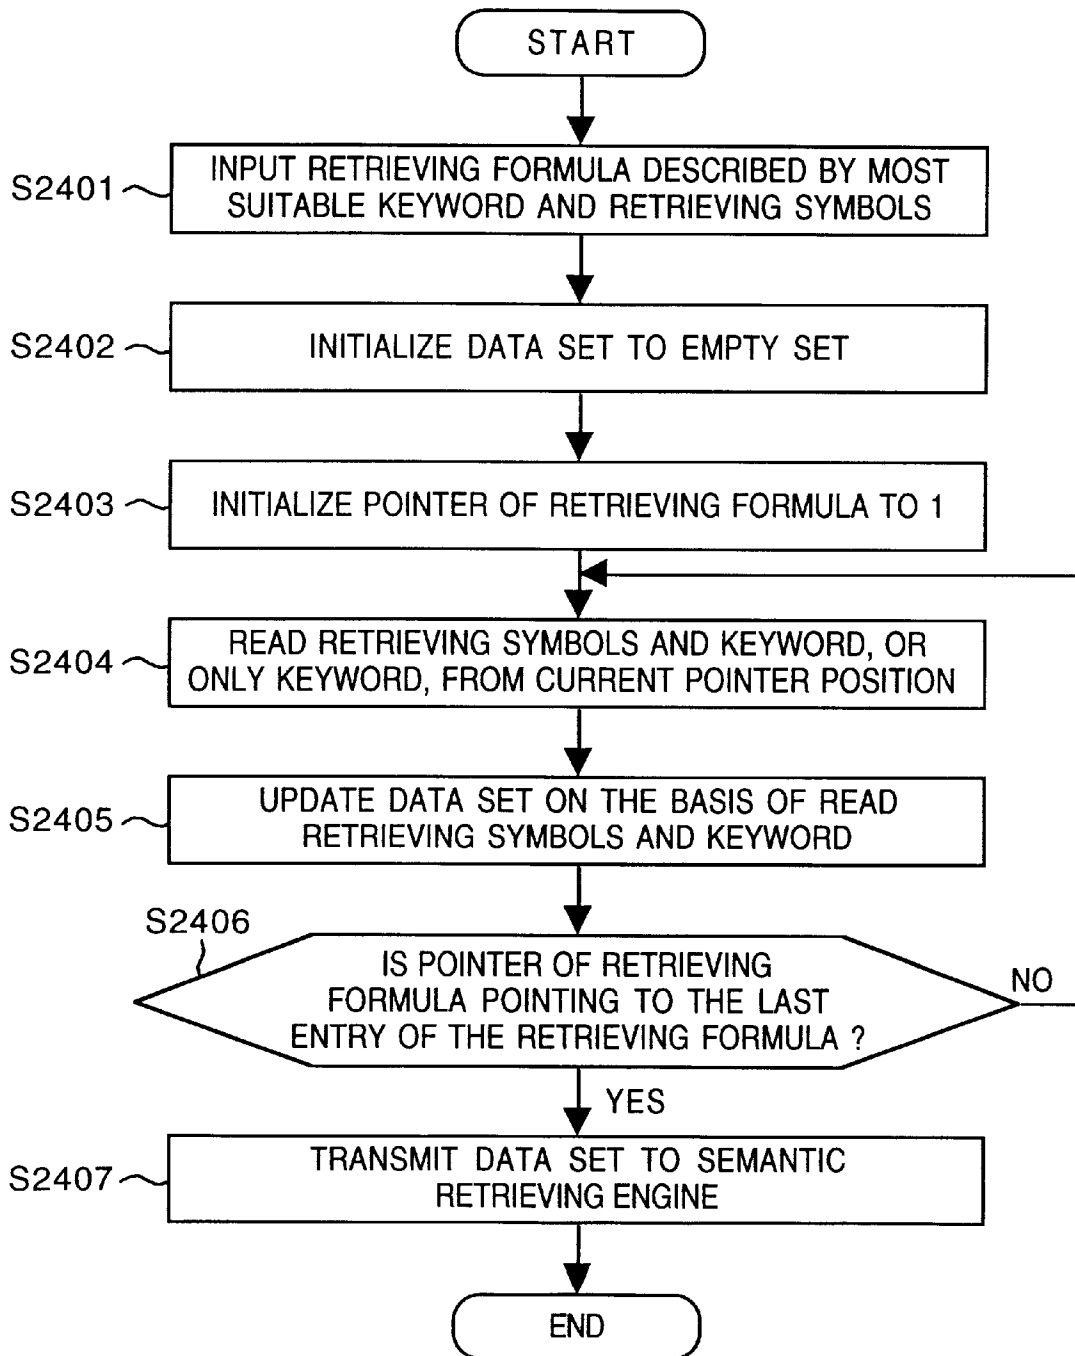 START
S2401
INPUT RETRIEVING FORMULA DESCRIBED BY MOST
SUITABLE KEYWORD AND RETRIEVING SYMBOLS
S2402
INITIALIZE DATA SET TO EMPTY SET
S2403
INITIALIZE POINTER OF RETRIEVING FORMULA TO 1
S2404
READ RETRIEVING SYMBOLS AND KEYWORD, OR
ONLY KEYWORD, FROM CURRENT POINTER POSITION
S2405
UPDATE DATA SET ON THE BASIS OF READ
RETRIEVING SYMBOLS AND KEYWORD
S2406
IS POINTER OF RETRIEVING
FORMULA POINTING TO THE LAST
ENTRY OF THE RETRIEVING FORMULA ?
NO
YES
S2407
TRANSMIT DATA SET TO SEMANTIC
RETRIEVING ENGINE
END